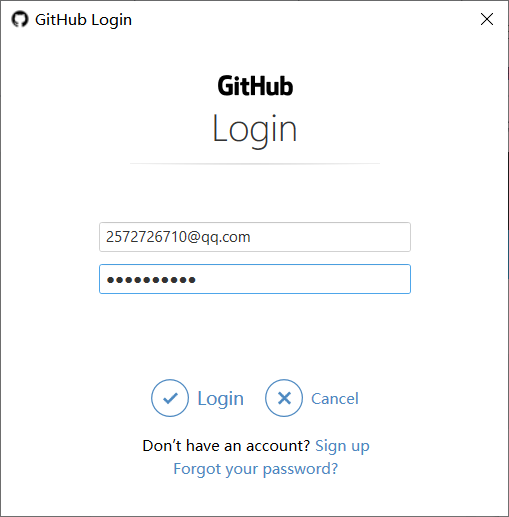 GitHub Login
GitHub
Login
2572726710@qq.com
●●●●●●●●●●
Login Cancel
Don’t have an account? Sign up
Forgot your password?